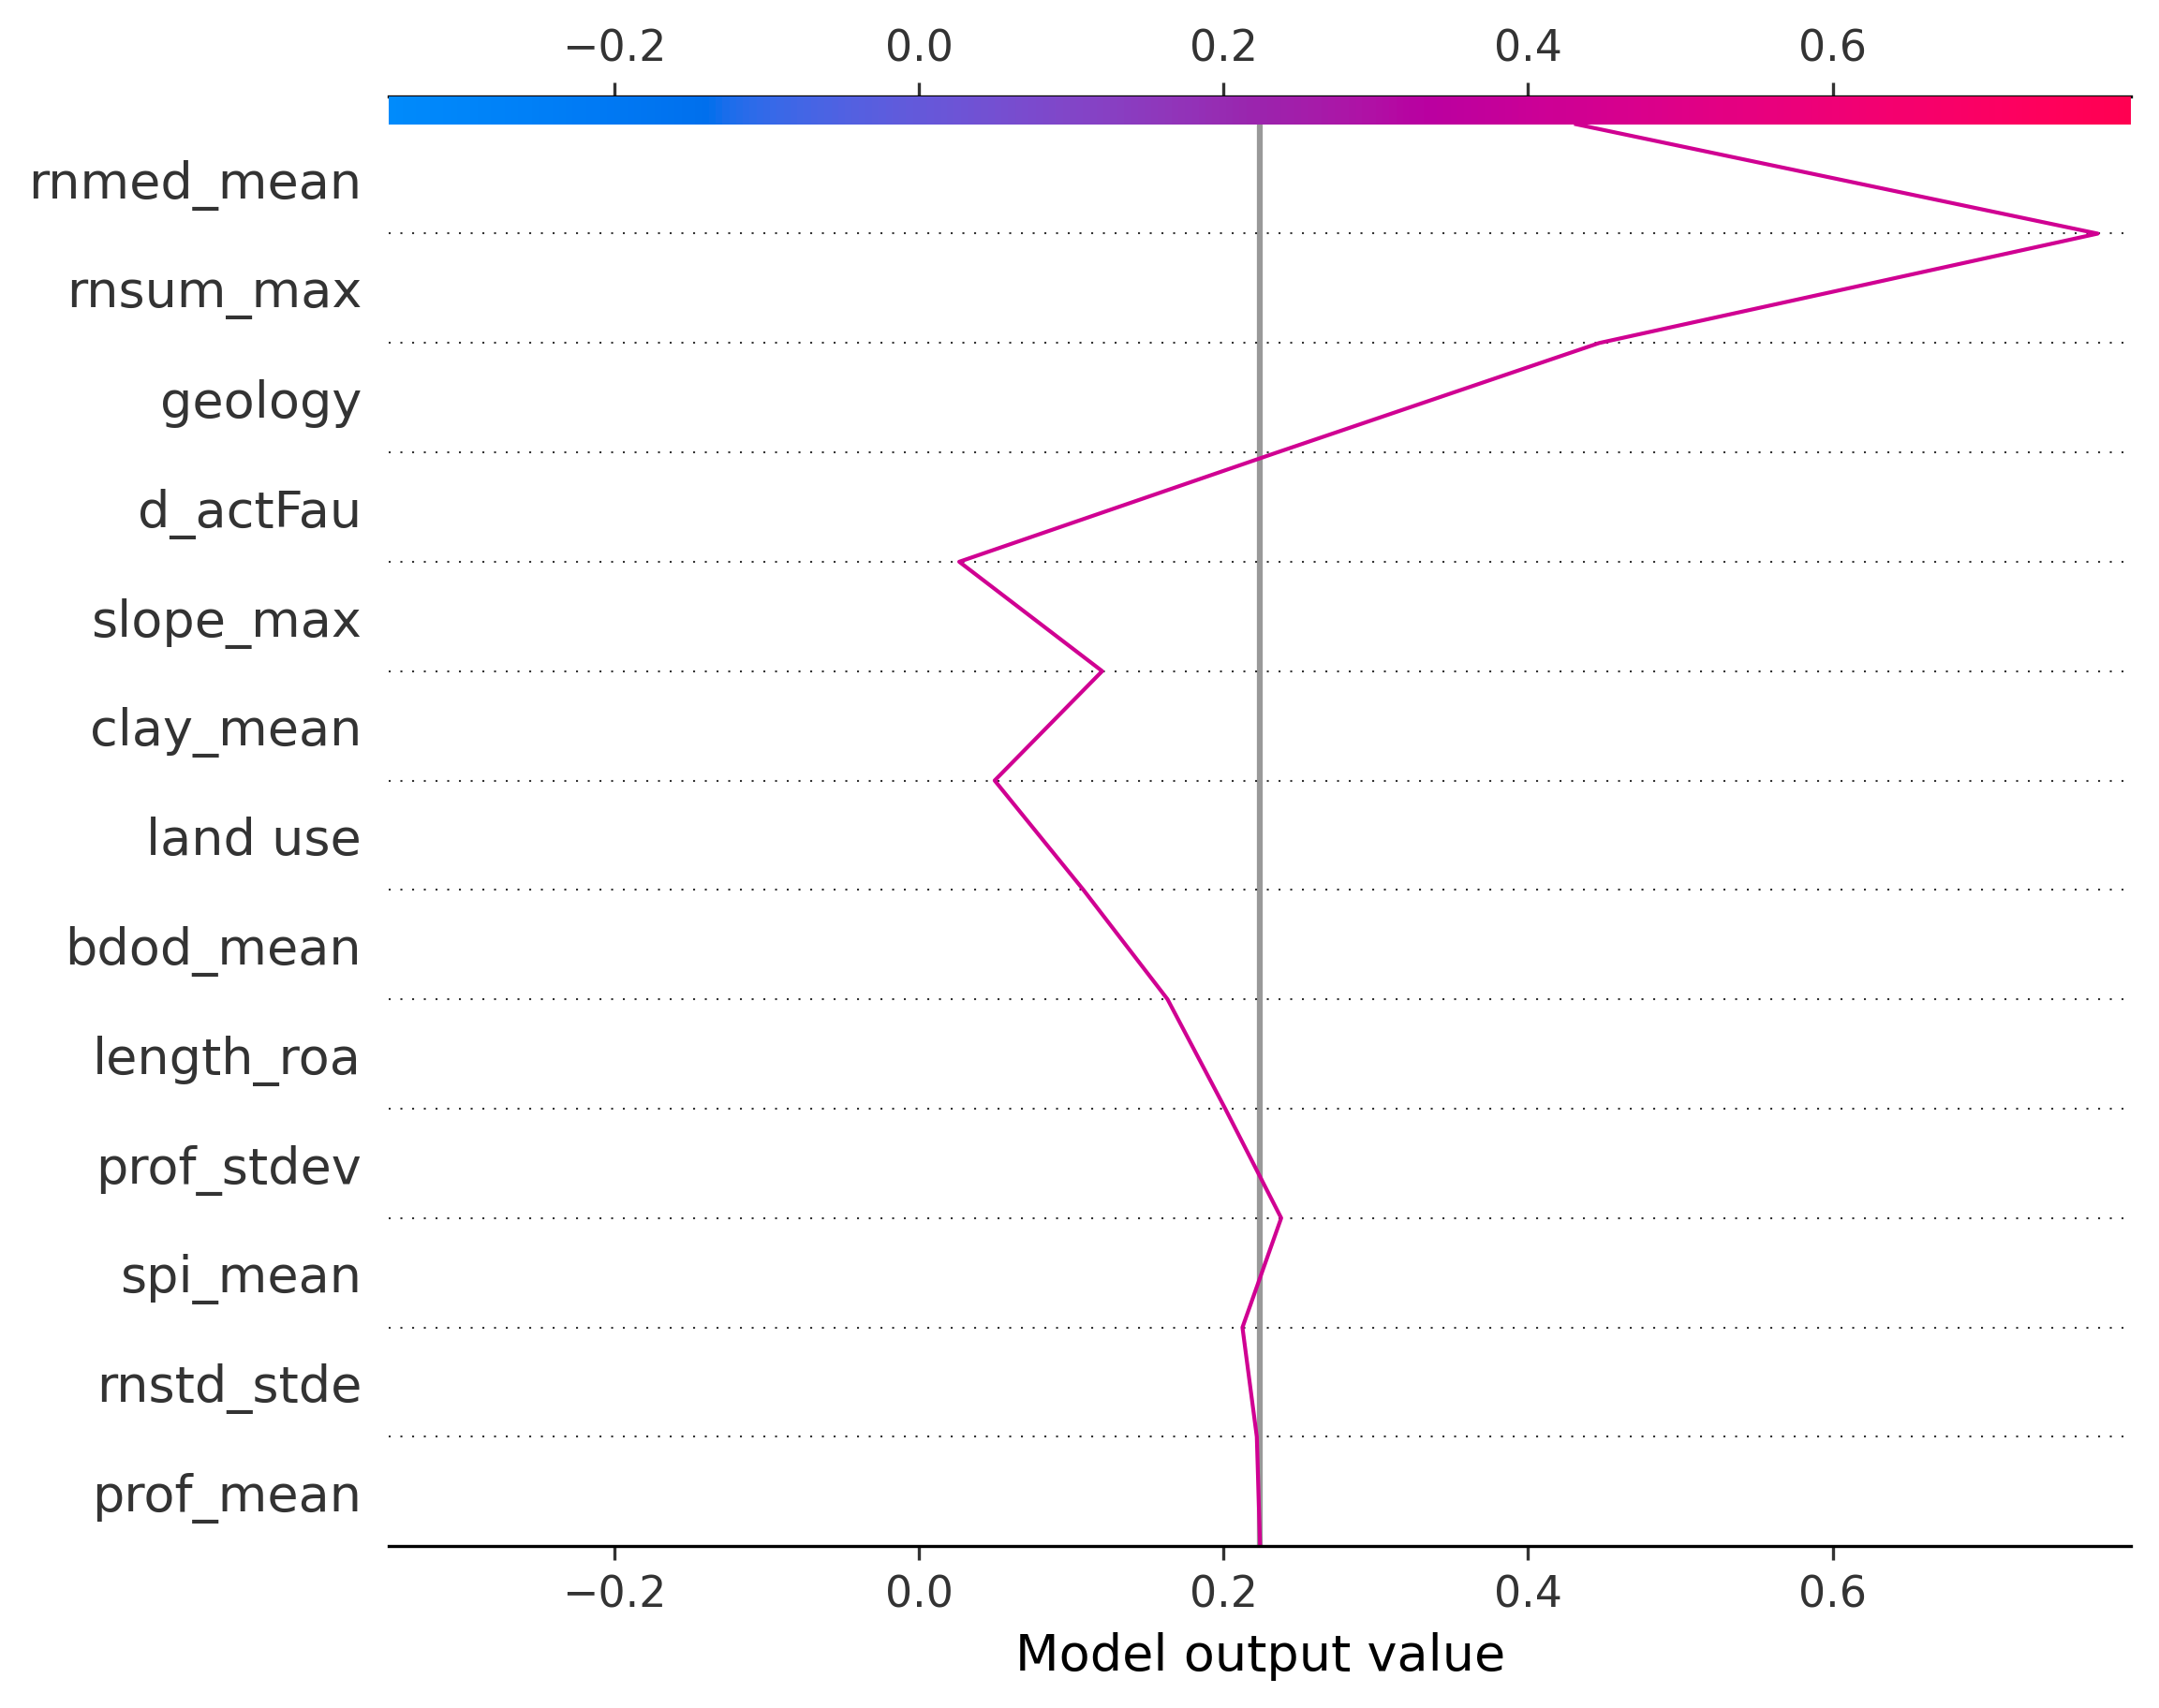 −0.2 0.0 0.2 0.4 0.6
rnmed_mean
rnsum_max
geology
d_actFau
slope_max
clay_mean
land use
bdod_mean
length_roa
prof_stdev
spi_mean
rnstd_stde
prof_mean
−0.2 0.0 0.2 0.4 0.6
Model output value